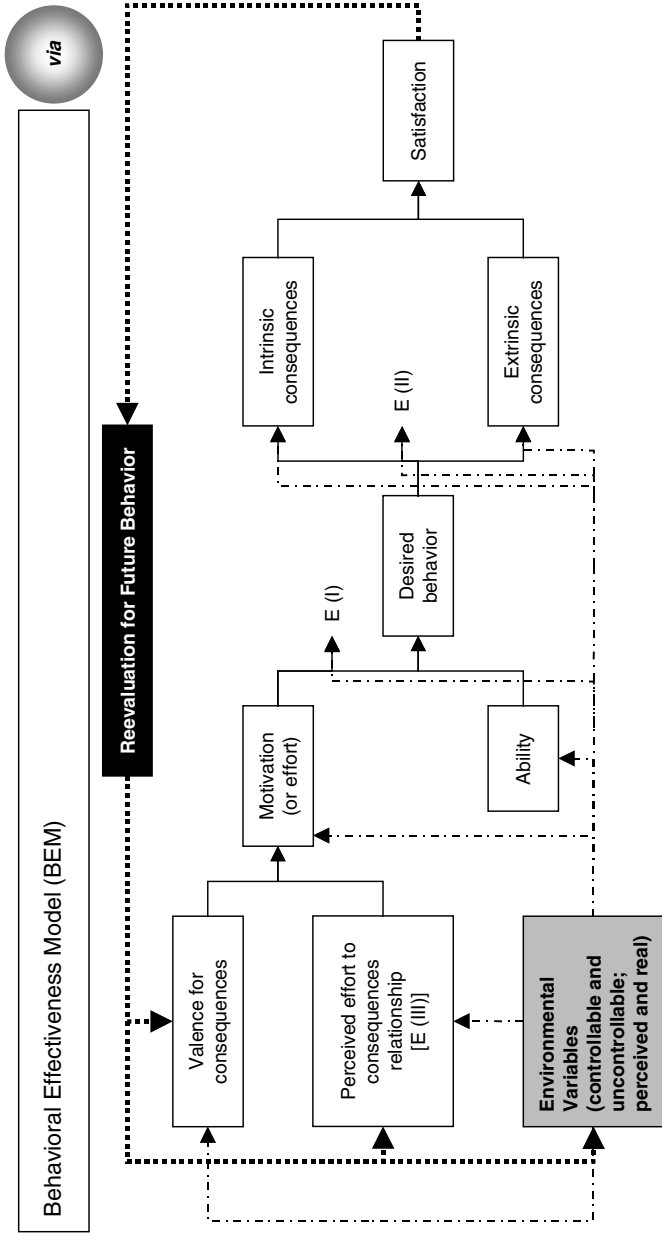 Behavioral Effectiveness Model (BEM)
via
Reevaluation for Future Behavior
Valence for
consequences
Perceived effort to
consequences
relationship
[E (III)]
Environmental
Variables
(controllable and
uncontrollable;
perceived and real)
Motivation
(or effort)
Ability
E (I)
Desired
behavior
E (II)
Intrinsic
consequences
Extrinsic
consequences
Satisfaction